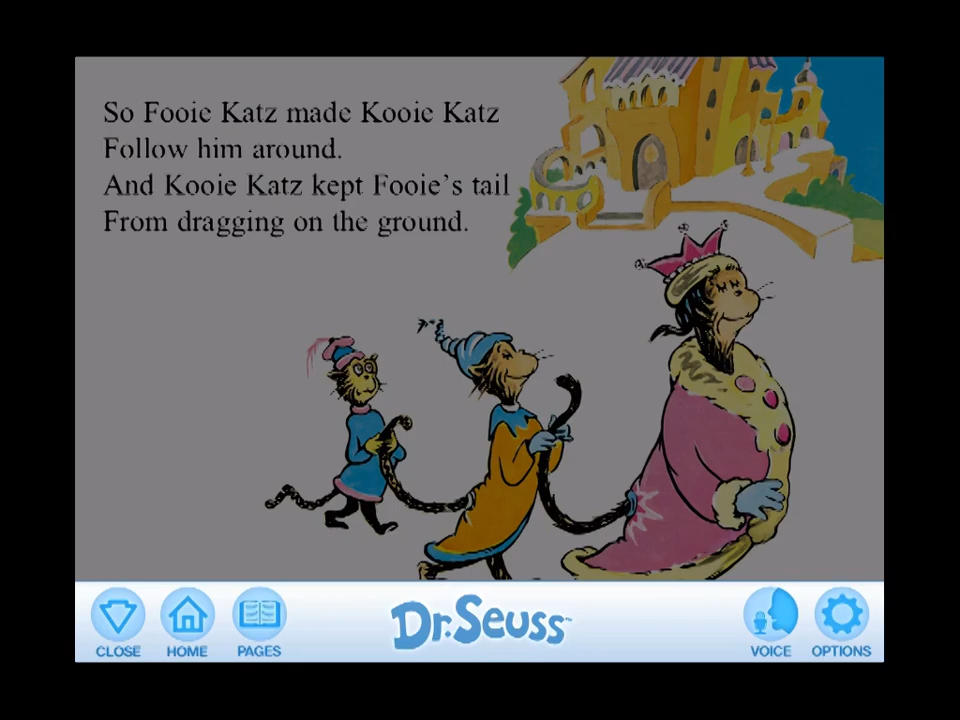 So Fooie Katz made Kooie Katz
Follow him around.
And Kooie Katz kept Fooie's tail
From dragging on the ground.
CLOSE HOME PAGES Dr. Seuss™ VOICE OPTIONS